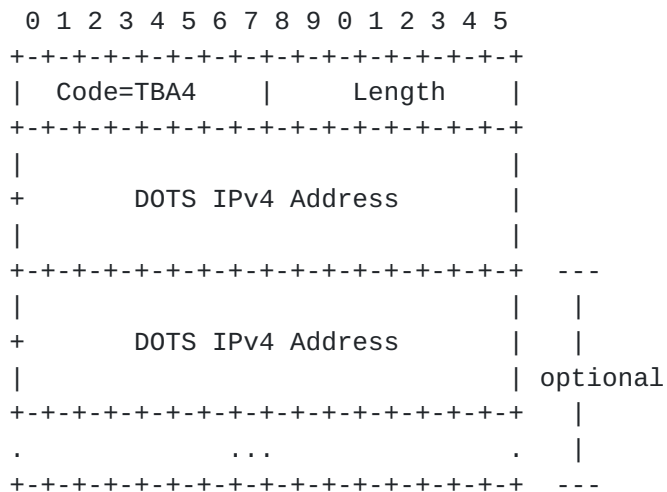 0 1 2 3 4 5 6 7 8 9 0 1 2 3 4 5
+-+-+-+-+-+-+-+-+-+-+-+-+-+-+-+-+
|  Code=TBA4     |     Length    |
+-+-+-+-+-+-+-+-+-+-+-+-+-+-+-+-+
|                                |
+       DOTS IPv4 Address        |
|                                |
+-+-+-+-+-+-+-+-+-+-+-+-+-+-+-+-+  ---
|                                |   |
+       DOTS IPv4 Address        |   |
|                                | optional
+-+-+-+-+-+-+-+-+-+-+-+-+-+-+-+-+   |
.             ...                .   |
+-+-+-+-+-+-+-+-+-+-+-+-+-+-+-+-+  ---